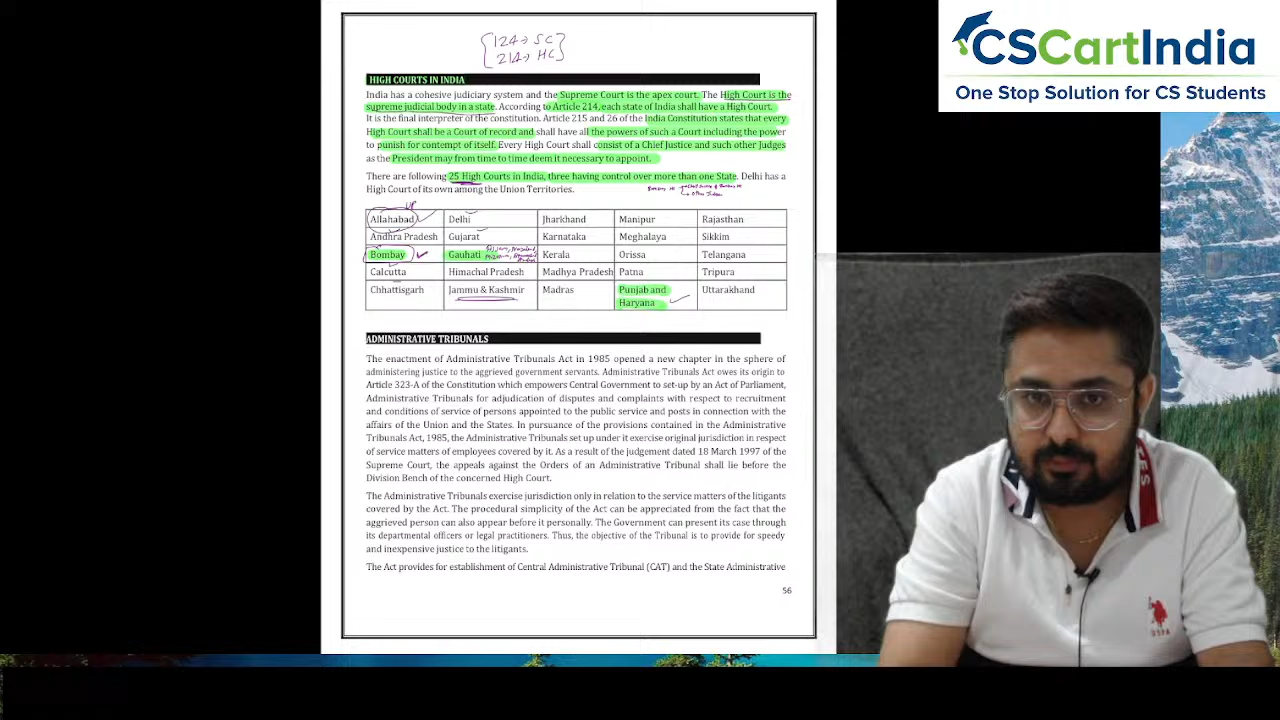 CSCartIndia
One Stop Solution for CS Students
124 → SC
214 → HC
HIGH COURTS IN INDIA
India has a cohesive judiciary system and the Supreme Court is the apex court. The High Court is the
supreme judicial body in a state. According to Article 214, each state of India shall have a High Court.
It is the final interpreter of the constitution. Article 215 and 26 of the India Constitution states that every
High Court shall be a Court of record and shall have all the powers of such a Court including the power
to punish for contempt of itself. Every High Court shall consist of a Chief Justice and such other Judges
as the President may from time to time deem it necessary to appoint.
There are following 25 High Courts in India, three having control over more than one State. Delhi has a
High Court of its own among the Union Territories.
Bombay HC → Chief Justice of Bombay HC
→ Other Judges
UP
Allahabad Delhi Jharkhand Manipur Rajasthan
Andhra Pradesh Gujarat Karnataka Meghalaya Sikkim
Bombay Gauhati Kerala Orissa Telangana
Calcutta Himachal Pradesh Madhya Pradesh Patna Tripura
Chhattisgarh Jammu & Kashmir Madras Punjab and Haryana Uttarakhand
ADMINISTRATIVE TRIBUNALS
The enactment of Administrative Tribunals Act in 1985 opened a new chapter in the sphere of
administering justice to the aggrieved government servants. Administrative Tribunals Act owes its origin to
Article 323-A of the Constitution which empowers Central Government to set-up by an Act of Parliament,
Administrative Tribunals for adjudication of disputes and complaints with respect to recruitment
and conditions of service of persons appointed to the public service and posts in connection with the
affairs of the Union and the States. In pursuance of the provisions contained in the Administrative
Tribunals Act, 1985, the Administrative Tribunals set up under it exercise original jurisdiction in respect
of service matters of employees covered by it. As a result of the judgement dated 18 March 1997 of the
Supreme Court, the appeals against the Orders of an Administrative Tribunal shall lie before the
Division Bench of the concerned High Court.
The Administrative Tribunals exercise jurisdiction only in relation to the service matters of the litigants
covered by the Act. The procedural simplicity of the Act can be appreciated from the fact that the
aggrieved person can also appear before it personally. The Government can present its case through
its departmental officers or legal practitioners. Thus, the objective of the Tribunal is to provide for speedy
and inexpensive justice to the litigants.
The Act provides for establishment of Central Administrative Tribunal (CAT) and the State Administrative
56
USPA